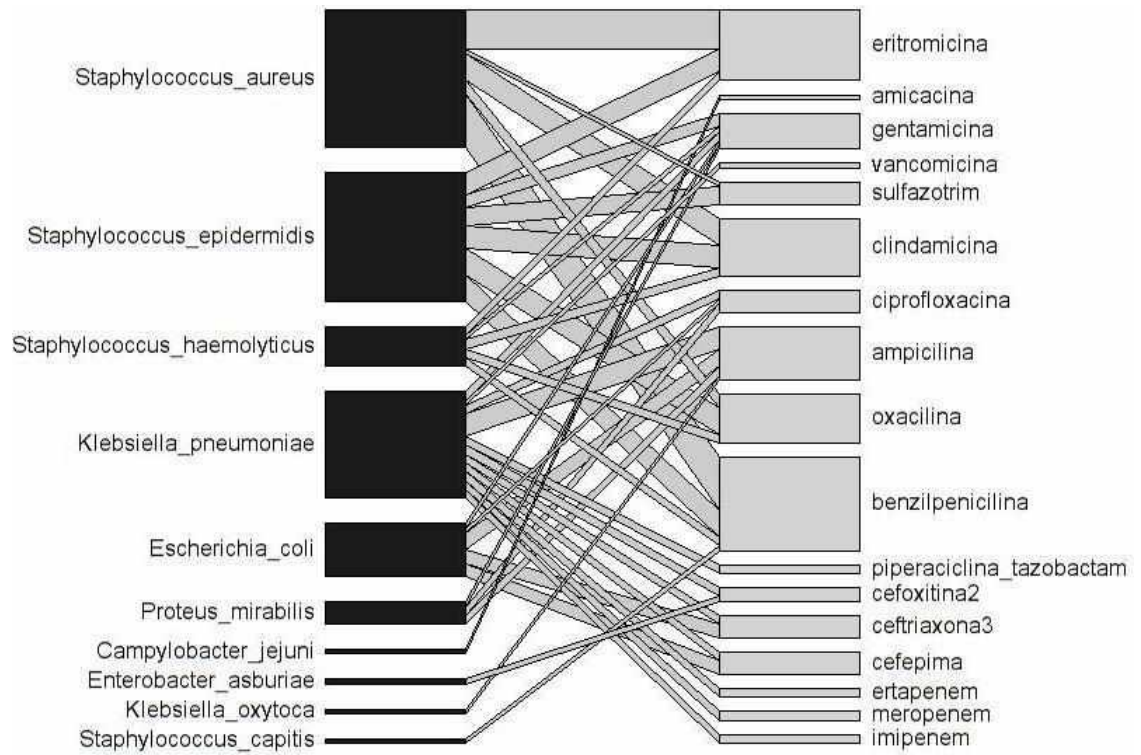 Staphylococcus_aureus
Staphylococcus_epidermidis
Staphylococcus_haemolyticus
Klebsiella_pneumoniae
Escherichia_coli
Proteus_mirabilis
Campylobacter_jejuni
Enterobacter_asburiae
Klebsiella_oxytoca
Staphylococcus_capitis
eritromicina
amicacina
gentamicina
vancomicina
sulfazotrim
clindamicina
ciprofloxacina
ampicilina
oxacilina
benzilpenicilina
piperaciclina_tazobactam
cefoxitina2
ceftriaxona3
cefepima
ertapenem
meropenem
imipenem